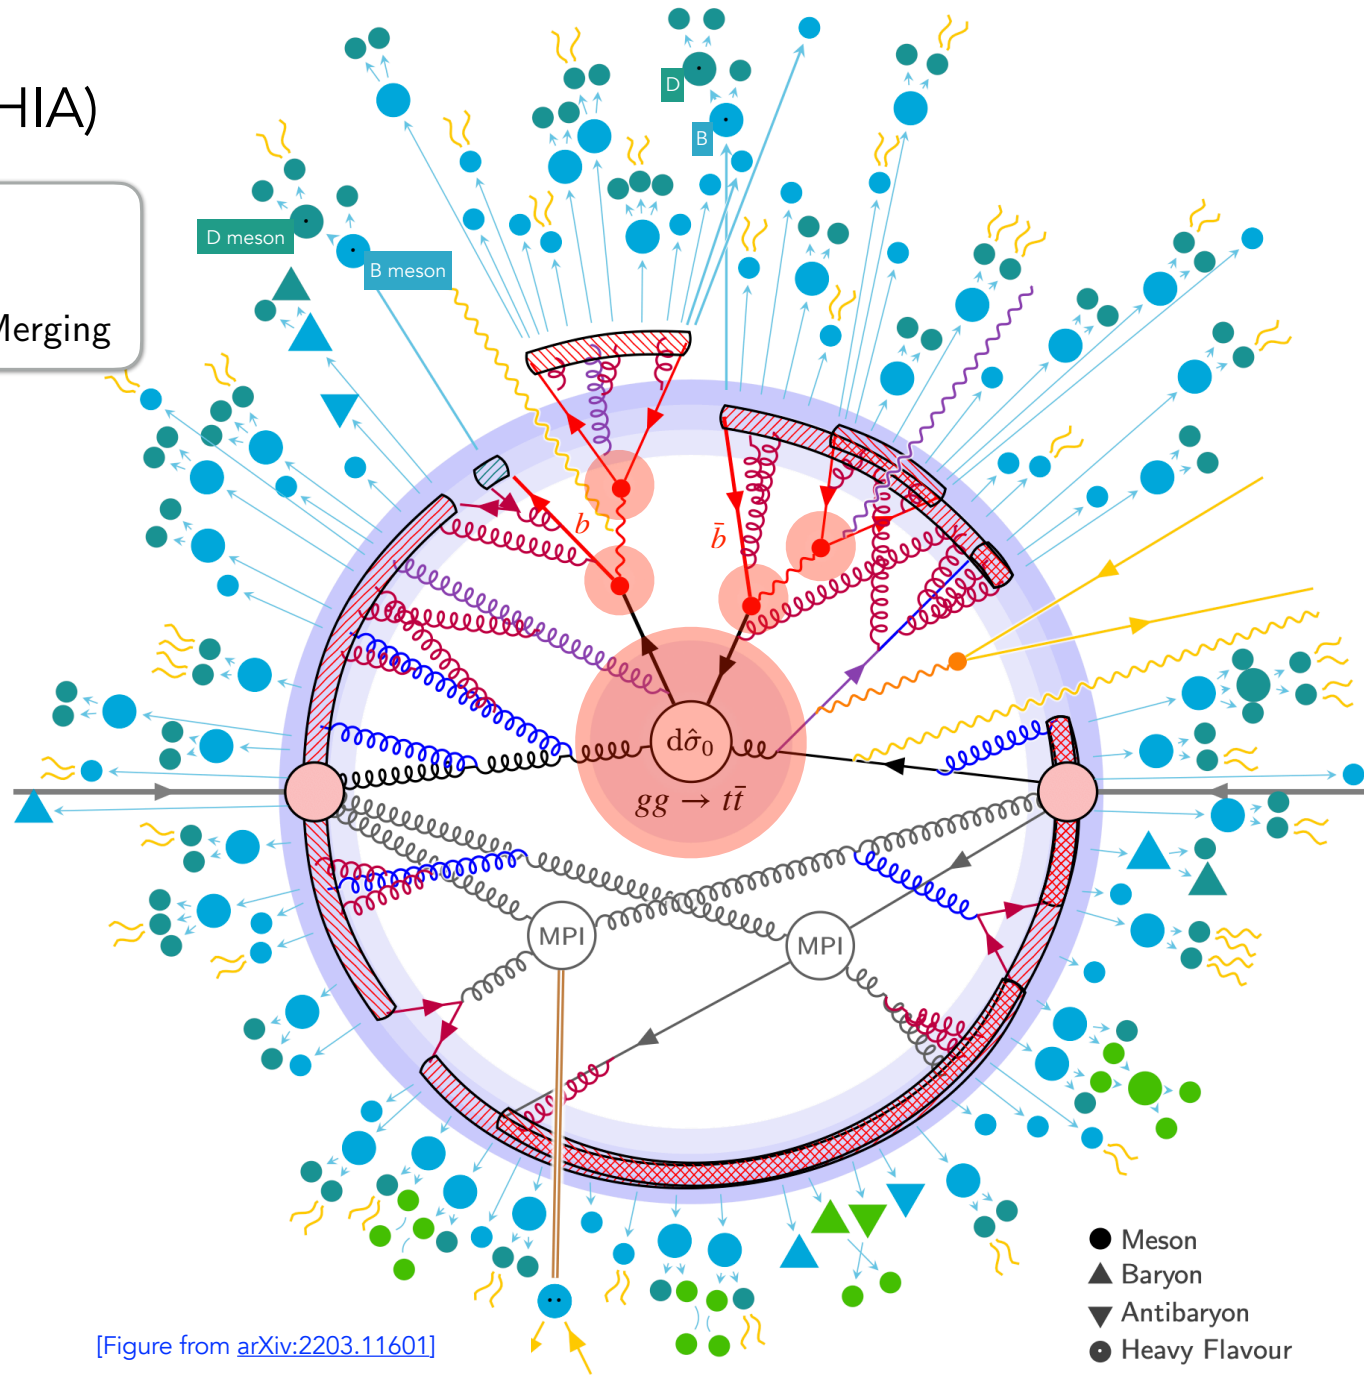 HIA)
Merging
D
B
D meson
B meson
b
b̄
dσ̂₀
gg → tt̄
MPI
MPI
Meson
Baryon
Antibaryon
Heavy Flavour
[Figure from arXiv:2203.11601]